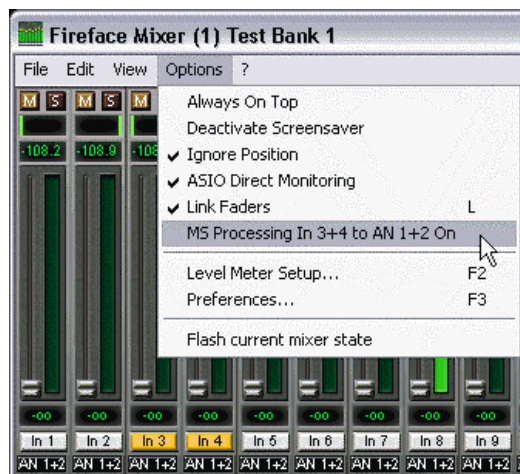 Fireface Mixer (1) Test Bank 1
File Edit View Options ?
M S M S M
-108.2 -108.9 -108
Always On Top
Deactivate Screensaver
✓ Ignore Position
✓ ASIO Direct Monitoring
✓ Link Faders L
MS Processing In 3+4 to AN 1+2 On
Level Meter Setup... F2
Preferences... F3
Flash current mixer state
-oo -oo -oo -oo -oo -oo -oo -oo -oo
In 1 In 2 In 3 In 4 In 5 In 6 In 7 In 8 In 9
AN 1+2 AN 1+2 AN 1+2 AN 1+2 AN 1+2 AN 1+2 AN 1+2 AN 1+2 AN 1+2